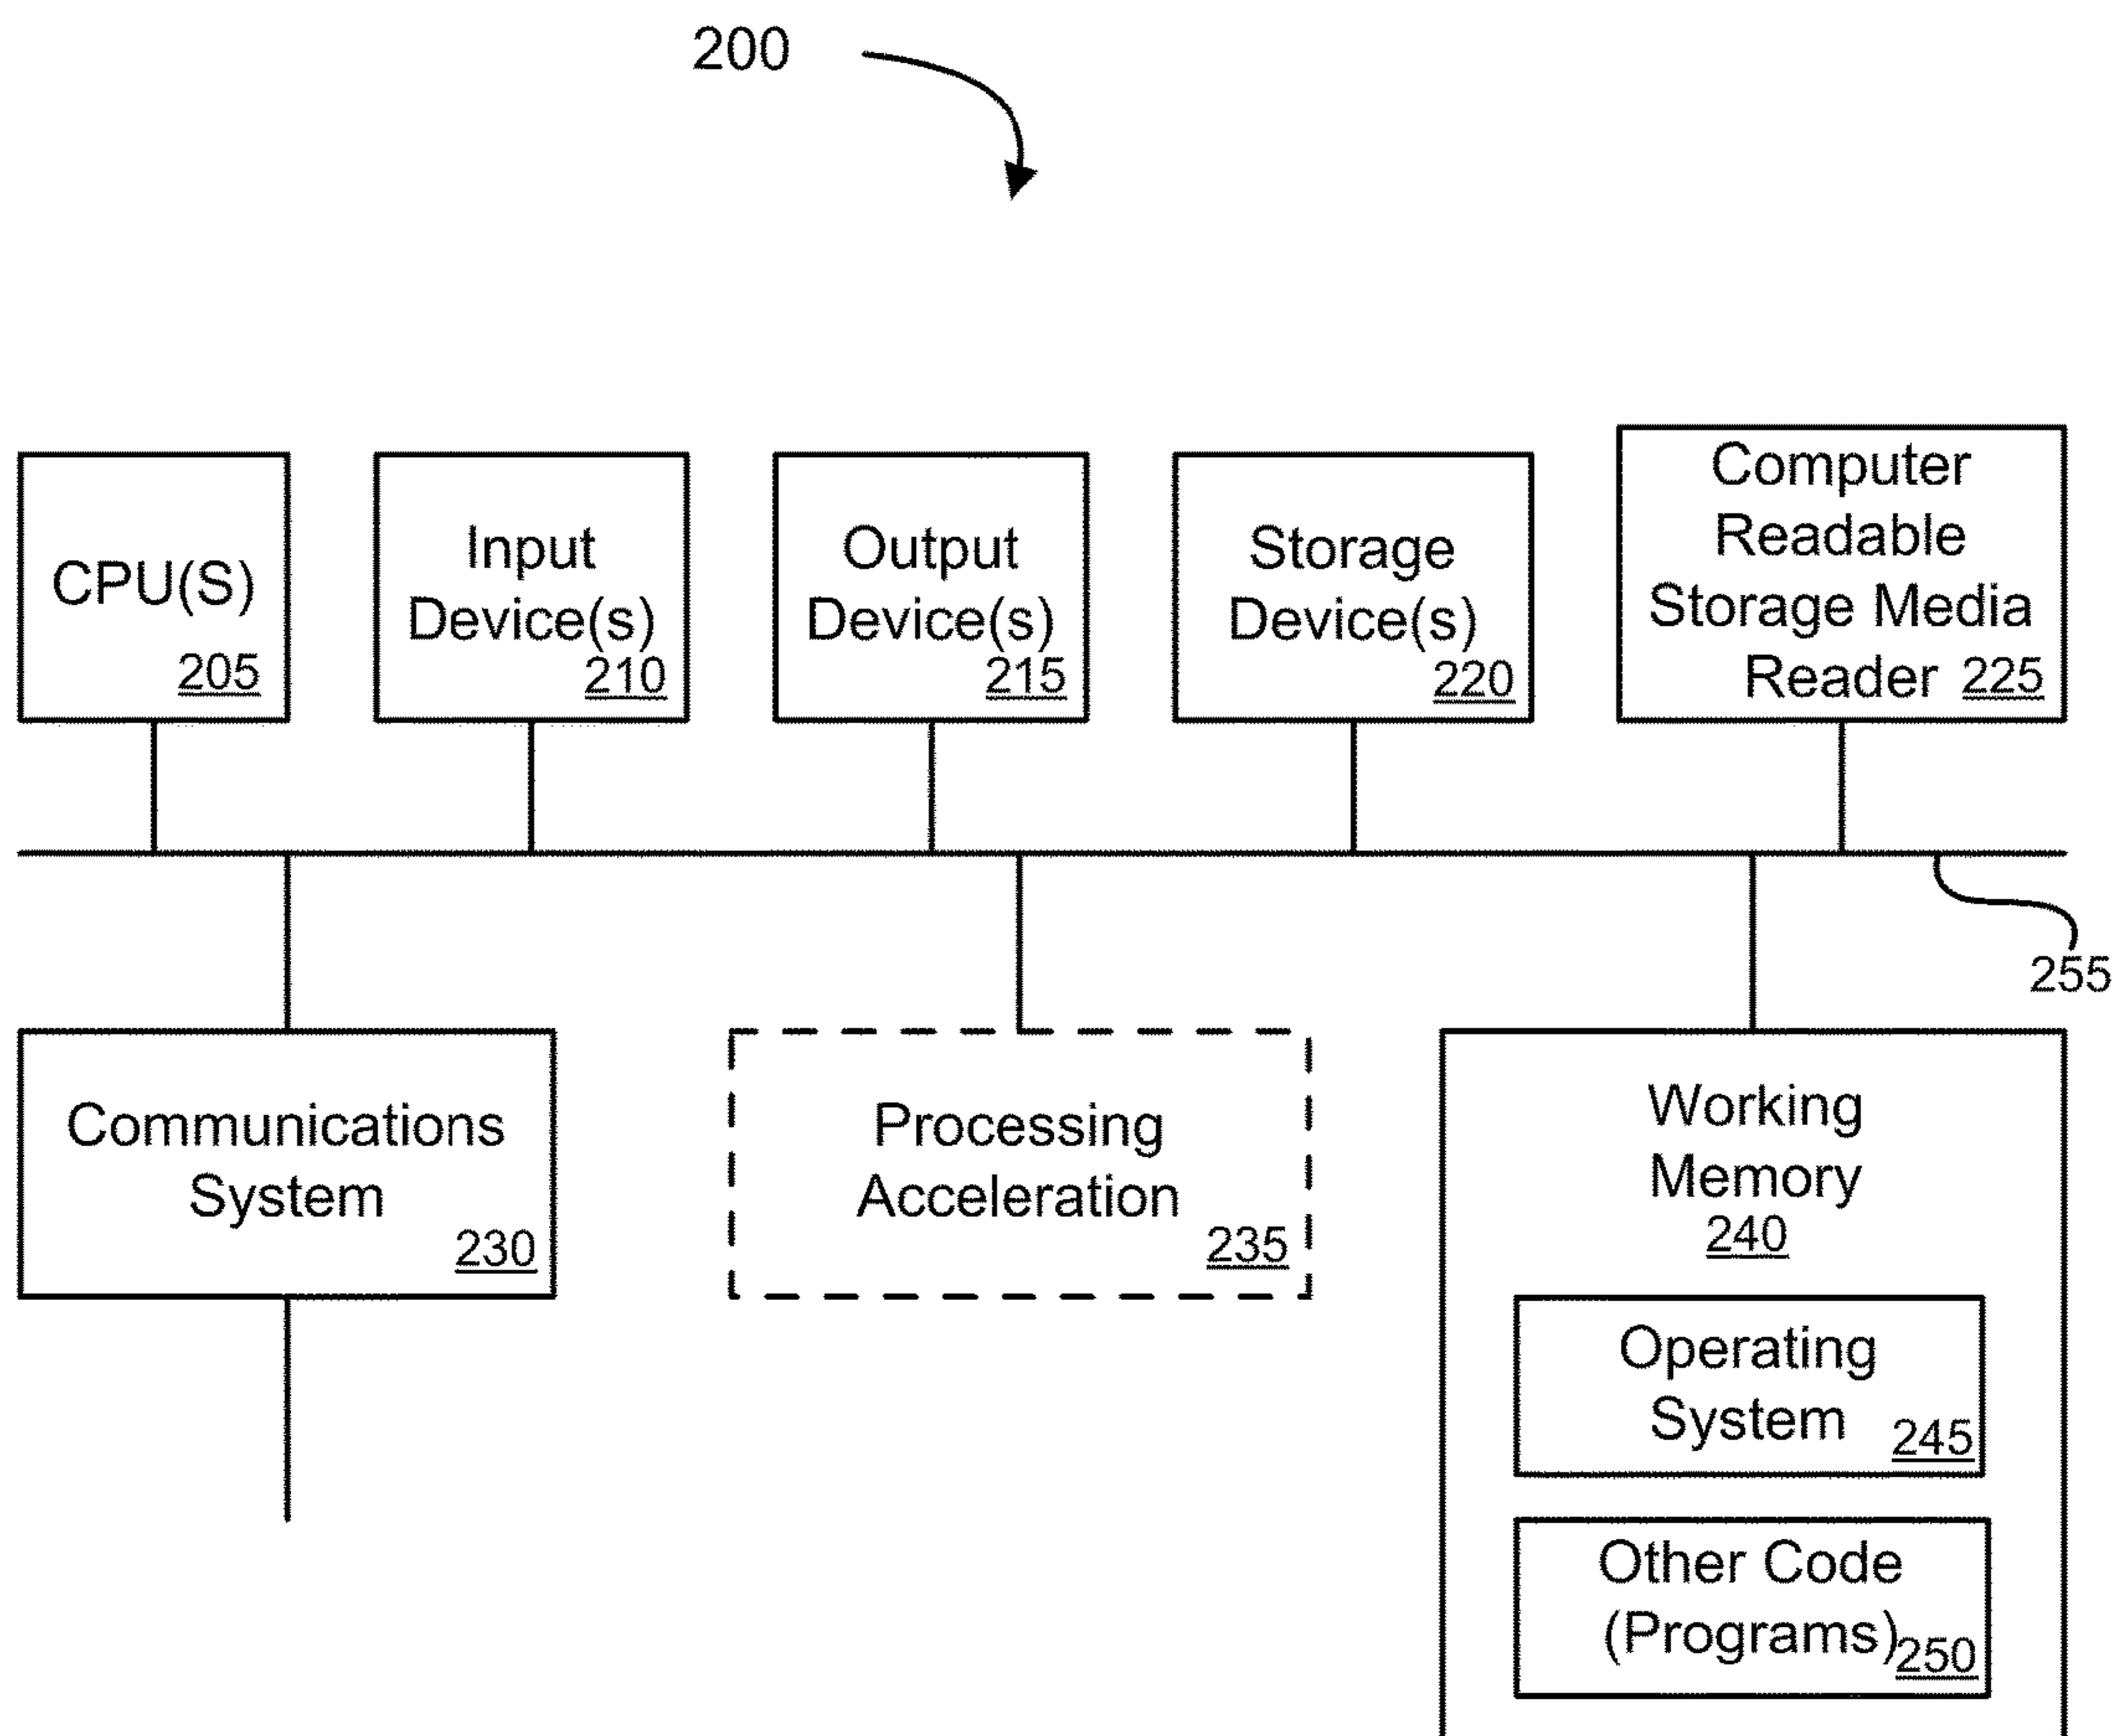 200
CPU(S)
205
Input
Device(s)
210
Output
Device(s)
215
Storage
Device(s)
220
Computer
Readable
Storage Media
Reader 225
255
Communications
System
230
Processing
Acceleration
235
Working
Memory
240
Operating
System
245
Other Code
(Programs)
250